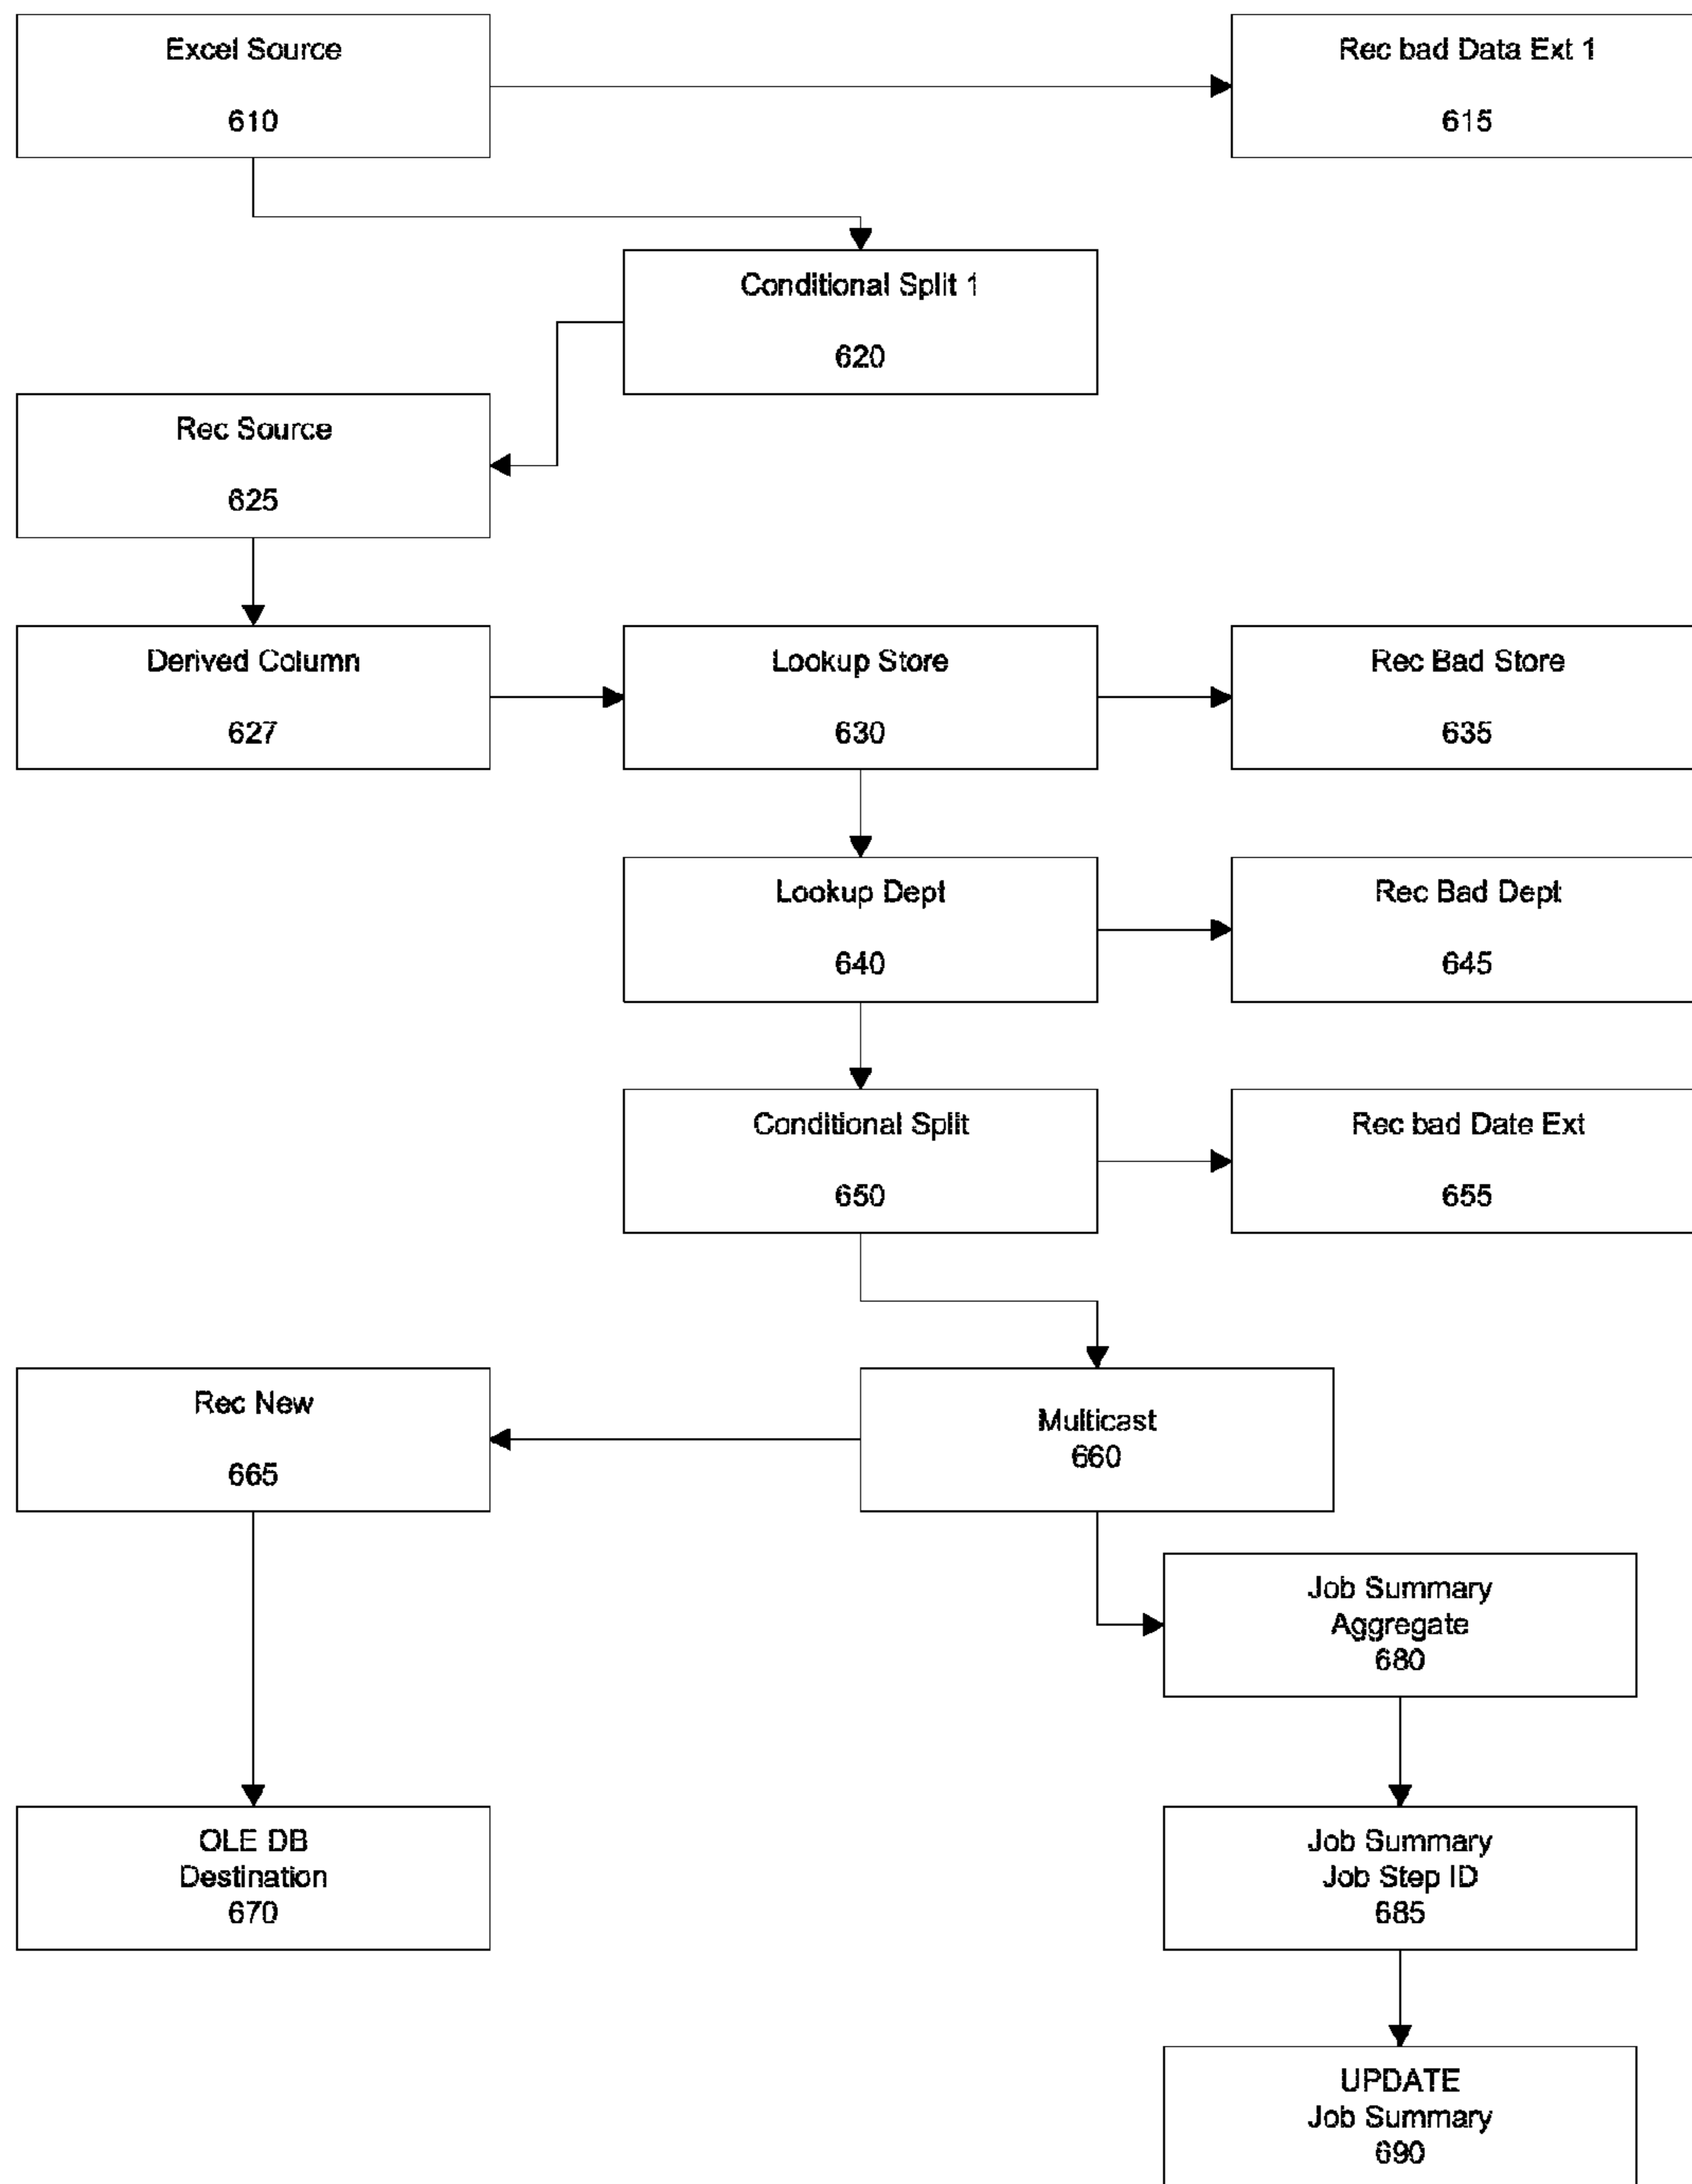 Excel Source
610
Rec bad Data Ext 1
615
Conditional Split 1
620
Rec Source
625
Derived Column
627
Lookup Store
630
Rec Bad Store
635
Lookup Dept
640
Rec Bad Dept
645
Conditional Split
650
Rec bad Date Ext
655
Rec New
665
Multicast
660
Job Summary
Aggregate
680
OLE DB
Destination
670
Job Summary
Job Step ID
685
UPDATE
Job Summary
690